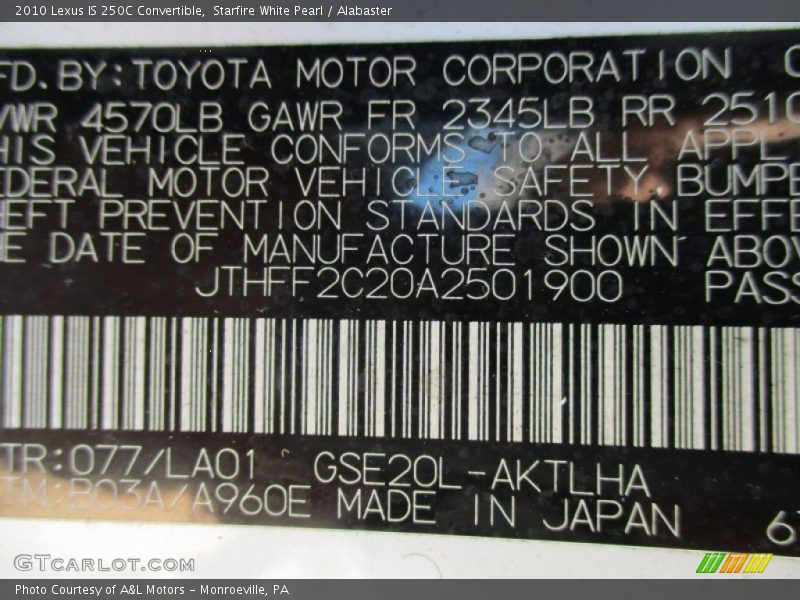 2010 Lexus IS 250C Convertible,  Starfire White Pearl / Alabaster
FD. BY: TOYOTA MOTOR CORPORATION
VWR 4570LB GAWR FR 2345LB RR 2510
HIS VEHICLE CONFORMS TO ALL APPL
EDERAL MOTOR VEHICLE SAFETY, BUMPE
EFT PREVENTION STANDARDS IN EFFE
E DATE OF MANUFACTURE SHOWN ABOV
JTHFF2C20A2501900 PASS
TR: 077/LA01 GSE20L-AKTLHA
TM: B03A/A960E MADE IN JAPAN 6
GTCARLOT.COM
Photo Courtesy of A&L Motors – Monroeville, PA